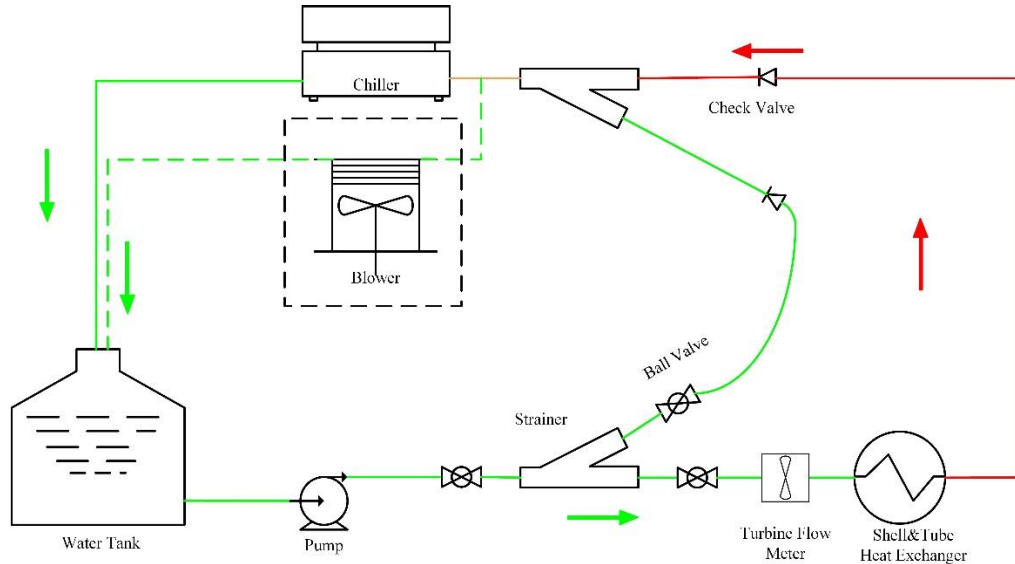 Chiller
Check Valve
Blower
Ball Valve
Strainer
Water Tank
Pump
Turbine Flow
Meter
Shell&Tube
Heat Exchanger